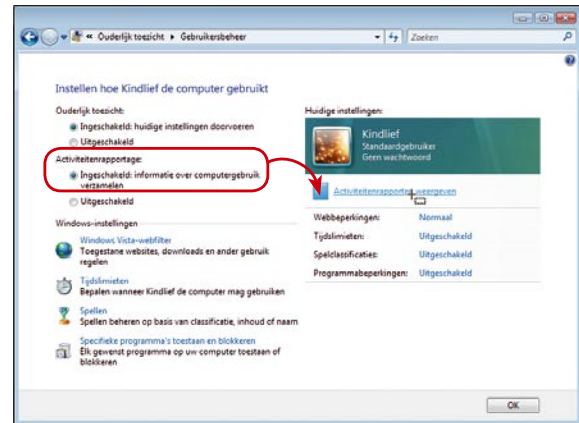 « Ouderlijk toezicht ▸ Gebruikersbeheer
Zoeken
Instellen hoe Kindlief de computer gebruikt
Ouderlijk toezicht:
Ingeschakeld: huidige instellingen doorvoeren
Uitgeschakeld
Activiteitenrapportage:
Ingeschakeld: informatie over computergebruik
verzamelen
Uitgeschakeld
Windows-instellingen
Windows Vista-webfilter
Toegestane websites, downloads en ander gebruik
regelen
Tijdslimieten
Bepalen wanneer Kindlief de computer mag gebruiken
Spellen
Spellen beheren op basis van classificatie, inhoud of naam
Specifieke programma's toestaan en blokkeren
Elk gewenst programma op uw computer toestaan of
blokkeren
Huidige instellingen:
Kindlief
Standaardgebruiker
Geen wachtwoord
Activiteitenrapporten weergeven
Webbeperkingen: Normaal
Tijdslimieten: Uitgeschakeld
Spelclassificaties: Uitgeschakeld
Programmabeperkingen: Uitgeschakeld
OK